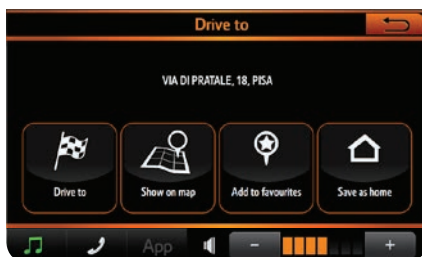 Drive to
VIA DI PRATALE, 18, PISA
Drive to
Show on map
Add to favourites
Save as home
App
-
+